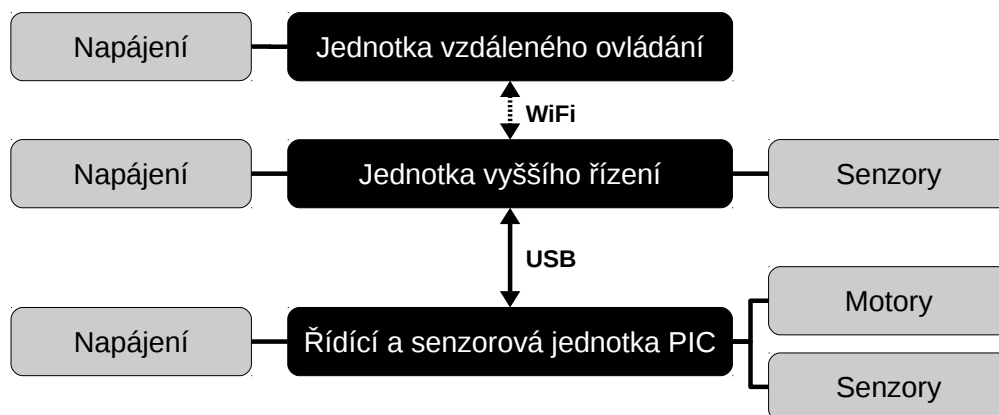 Napájení
Jednotka vzdáleného ovládání
WiFi
Napájení
Jednotka vyššího řízení
Senzory
USB
Motory
Napájení
Řídící a senzorová jednotka PIC
Senzory